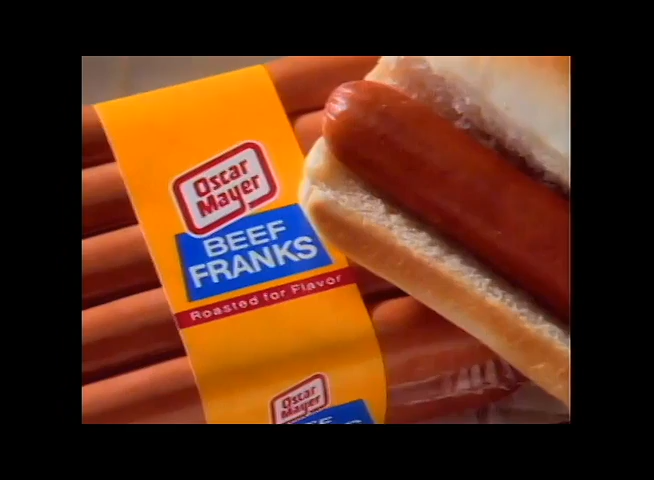 Oscar
Mayer
BEEF
FRANKS
Roasted for Flavor
Oscar
Mayer